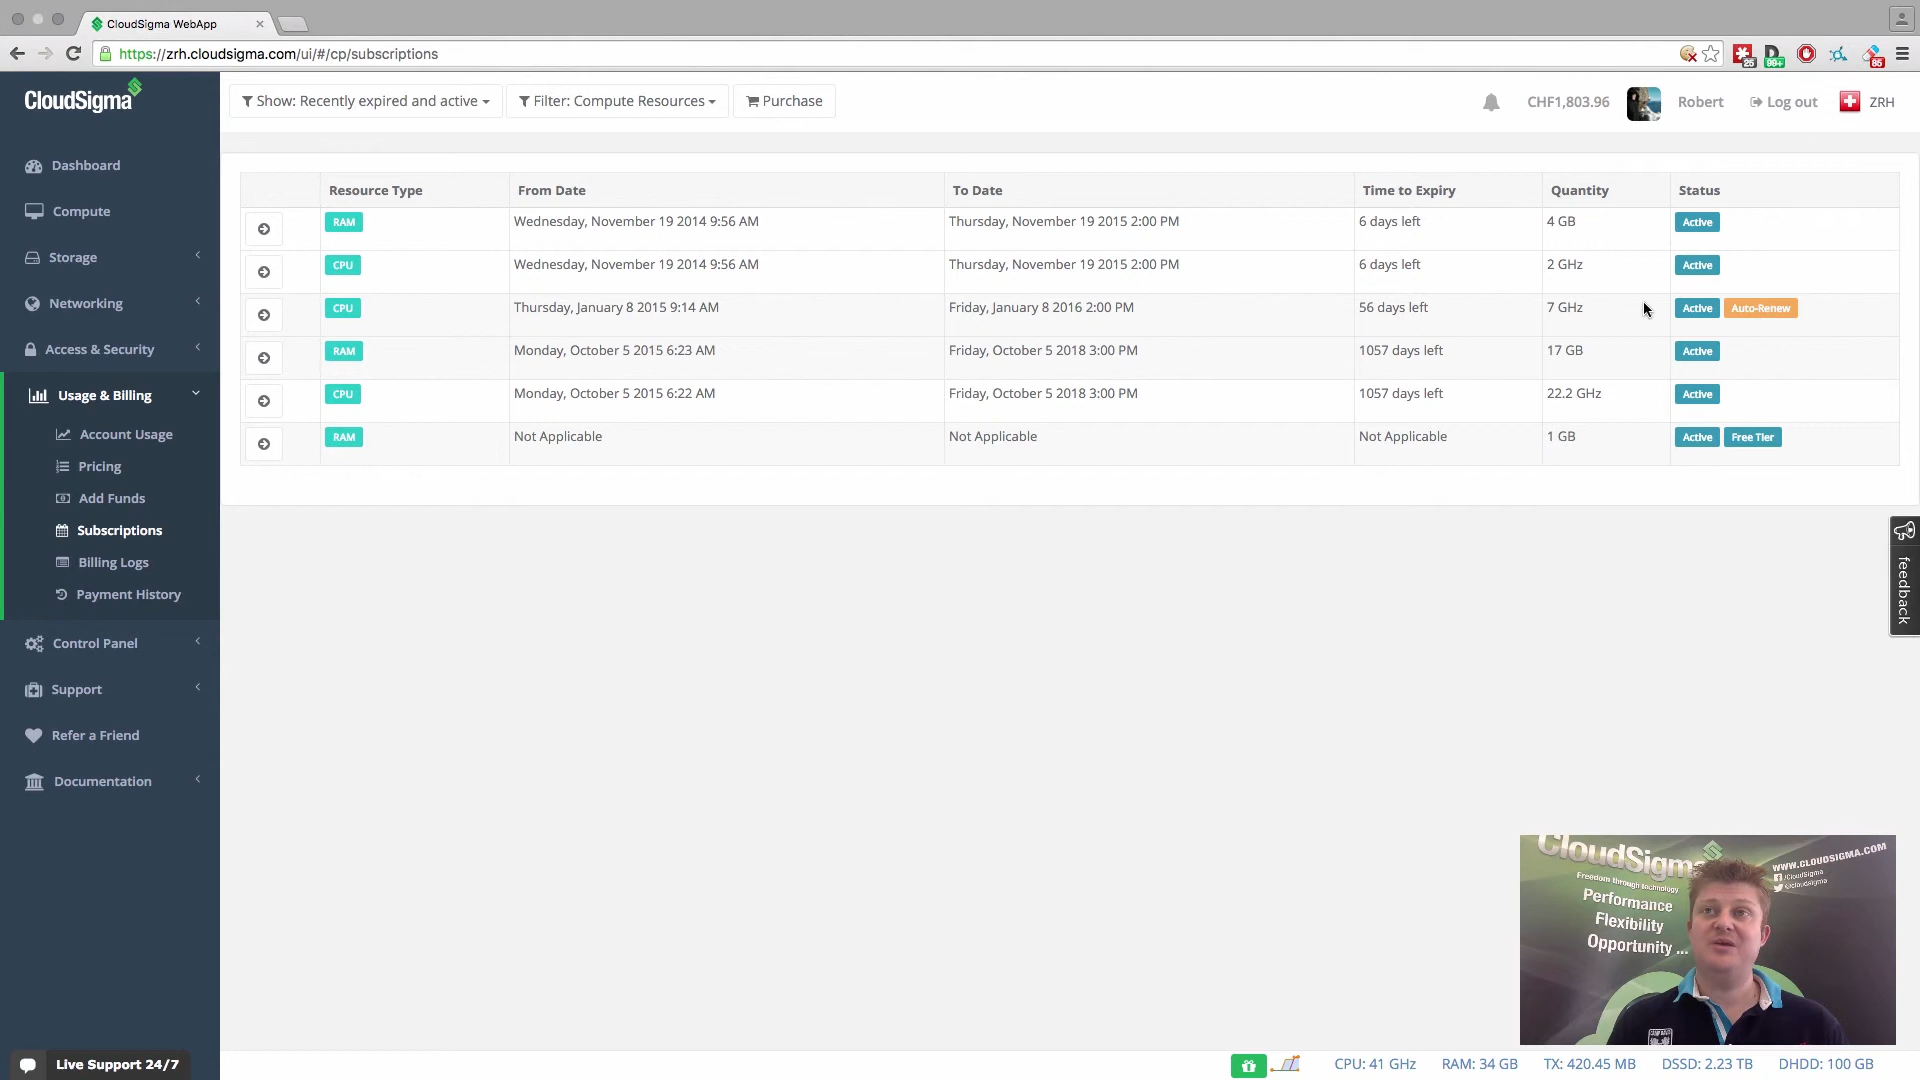 CloudSigma WebApp
https://zrh.cloudsigma.com/ui/#/cp/subscriptions
25
99+
85
CloudSigma
Show: Recently expired and active
Filter: Compute Resources
Purchase
CHF1,803.96
Robert
Log out
ZRH
Dashboard
Compute
Storage
Networking
Access & Security
Usage & Billing
Account Usage
Pricing
Add Funds
Subscriptions
Billing Logs
Payment History
Control Panel
Support
Refer a Friend
Documentation
Live Support 24/7
Resource Type From Date To Date Time to Expiry Quantity Status
RAM Wednesday, November 19 2014 9:56 AM Thursday, November 19 2015 2:00 PM 6 days left 4 GB Active
CPU Wednesday, November 19 2014 9:56 AM Thursday, November 19 2015 2:00 PM 6 days left 2 GHz Active
CPU Thursday, January 8 2015 9:14 AM Friday, January 8 2016 2:00 PM 56 days left 7 GHz Active Auto-Renew
RAM Monday, October 5 2015 6:23 AM Friday, October 5 2018 3:00 PM 1057 days left 17 GB Active
CPU Monday, October 5 2015 6:22 AM Friday, October 5 2018 3:00 PM 1057 days left 22.2 GHz Active
RAM Not Applicable Not Applicable Not Applicable 1 GB Active Free Tier
feedback
CloudSigma
Freedom through technology
Performance
Flexibility
Opportunity ...
WWW.CLOUDSIGMA.COM
/CloudSigma
@cloudsigma
CPU: 41 GHz RAM: 34 GB TX: 420.45 MB DSSD: 2.23 TB DHDD: 100 GB